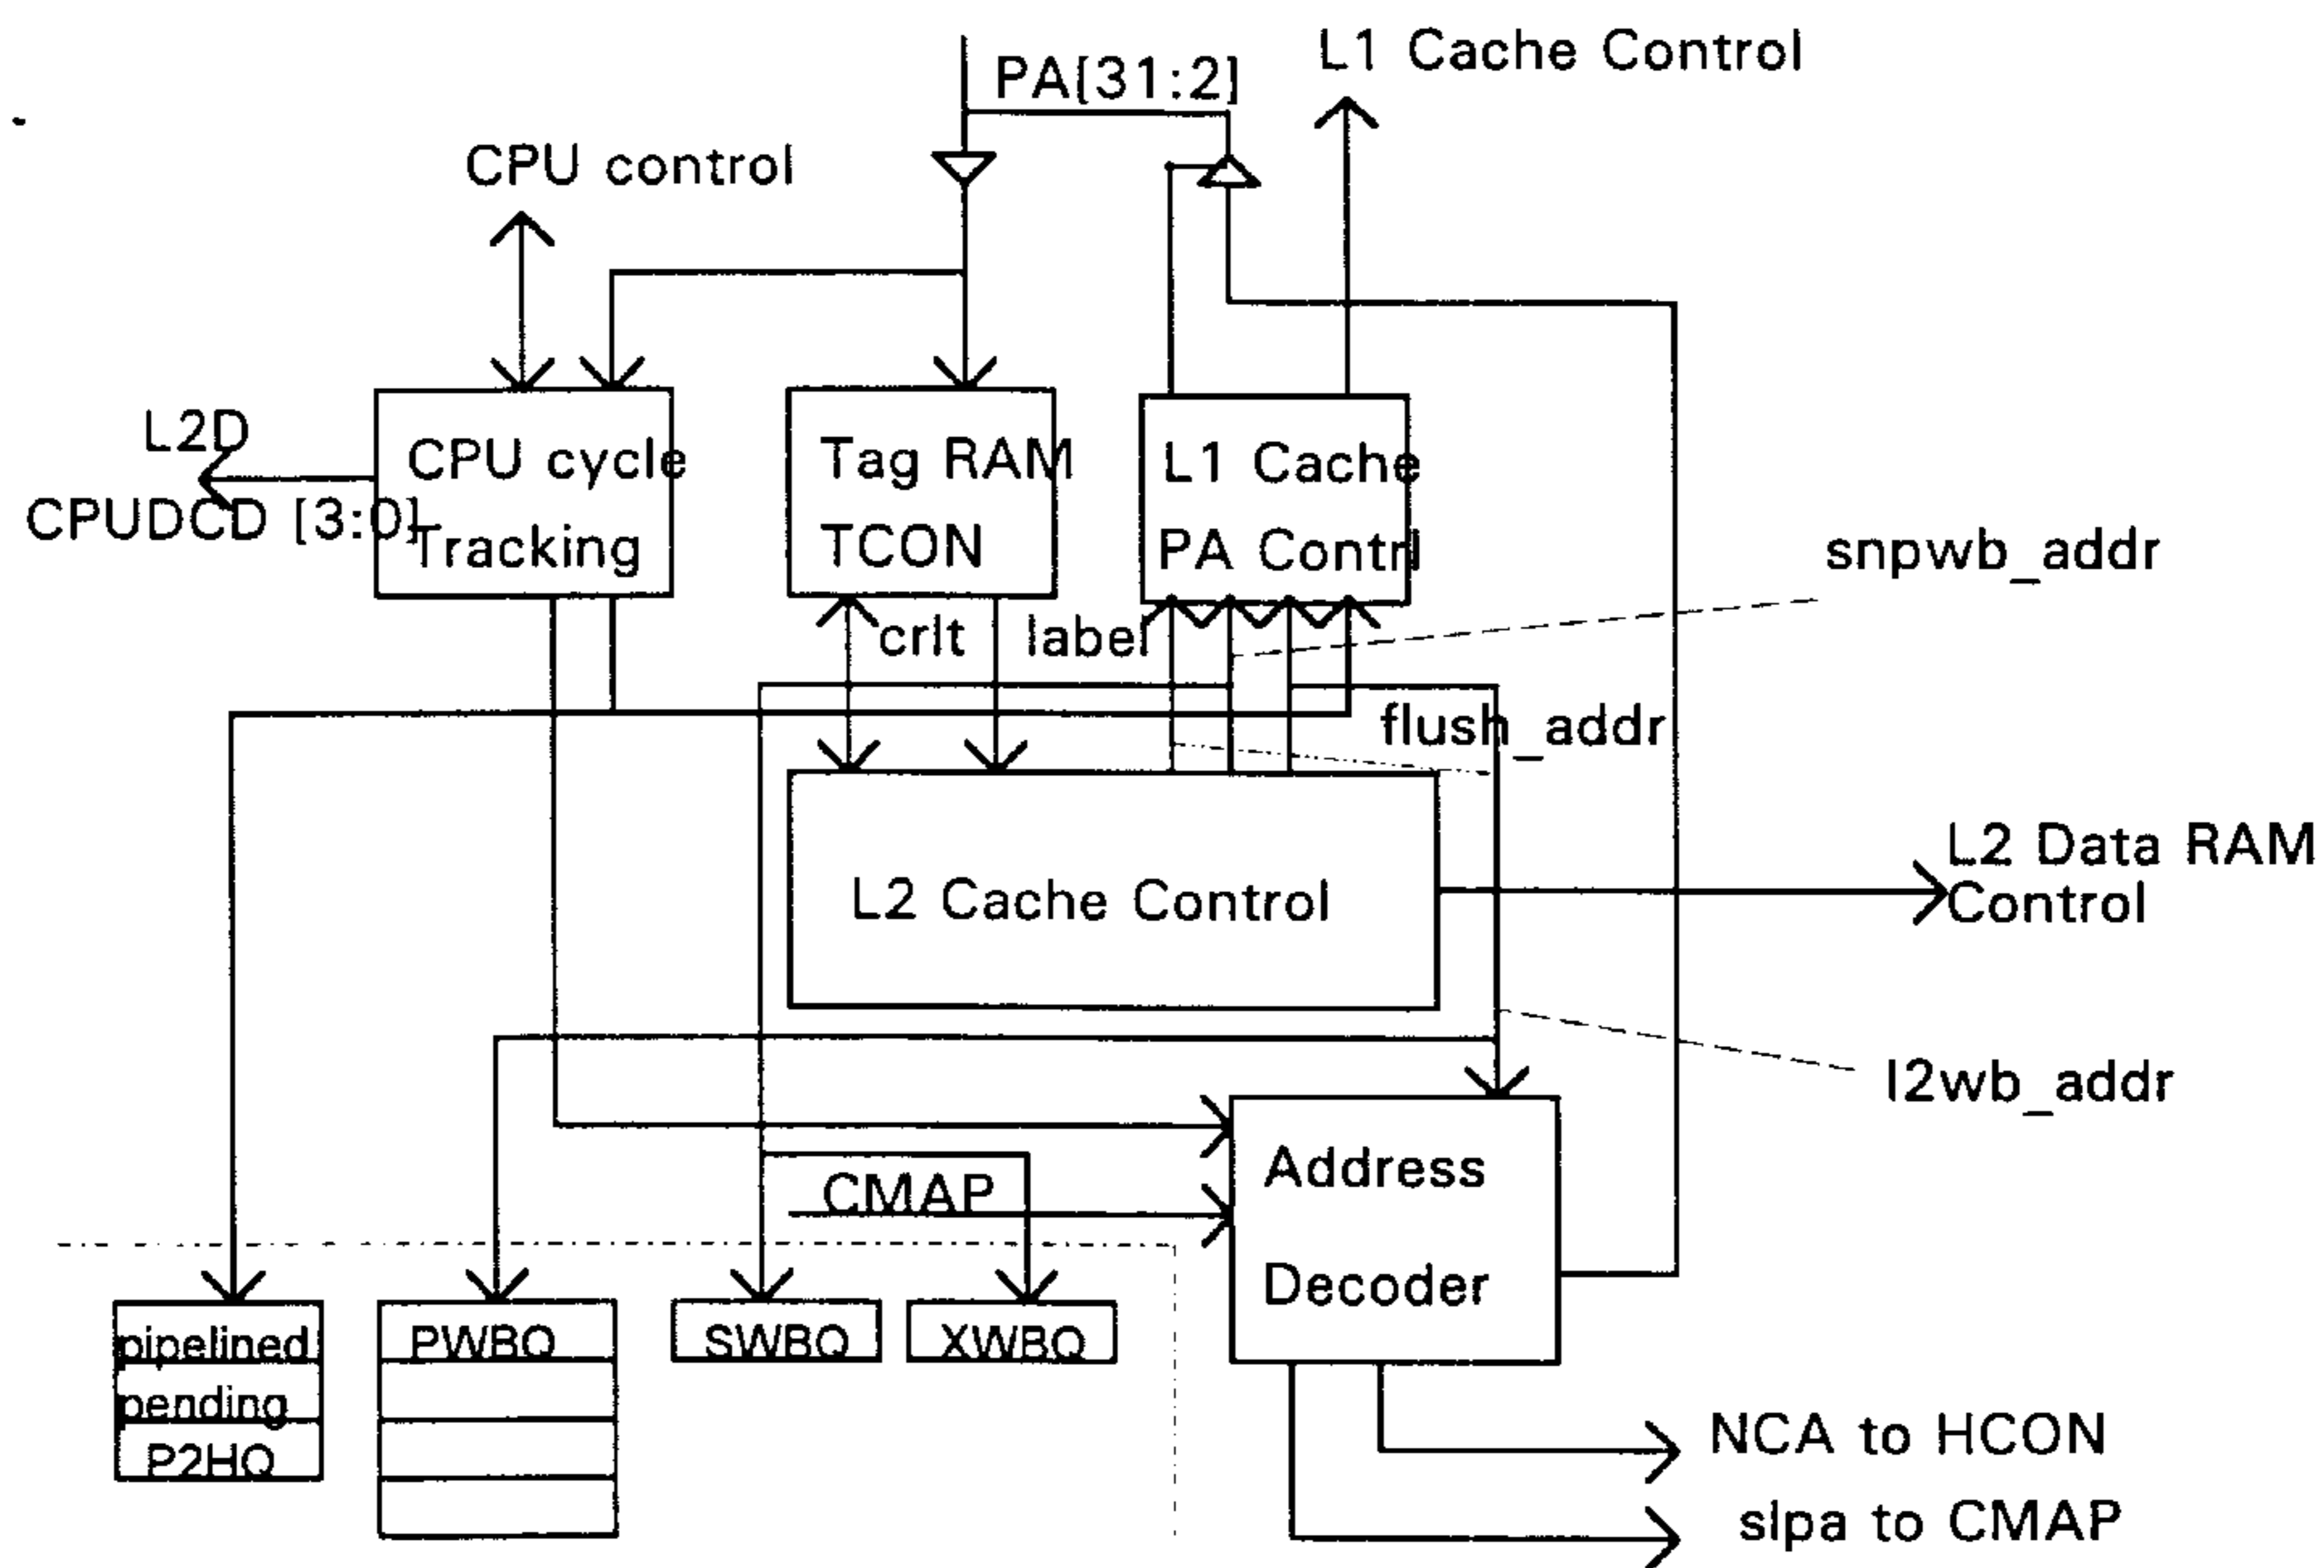 L1 Cache Control
PA[31:2]
CPU control
L2D
CPUDCD [3:0]
CPU cycle
Tracking
Tag RAM
TCON
L1 Cache
PA Contrl
snpwb_addr
crlt
label
flush_addr
L2 Cache Control
L2 Data RAM
Control
l2wb_addr
CMAP
Address
Decoder
pipelined
pending
P2HQ
PWBQ
SWBQ
XWBQ
NCA to HCON
slpa to CMAP